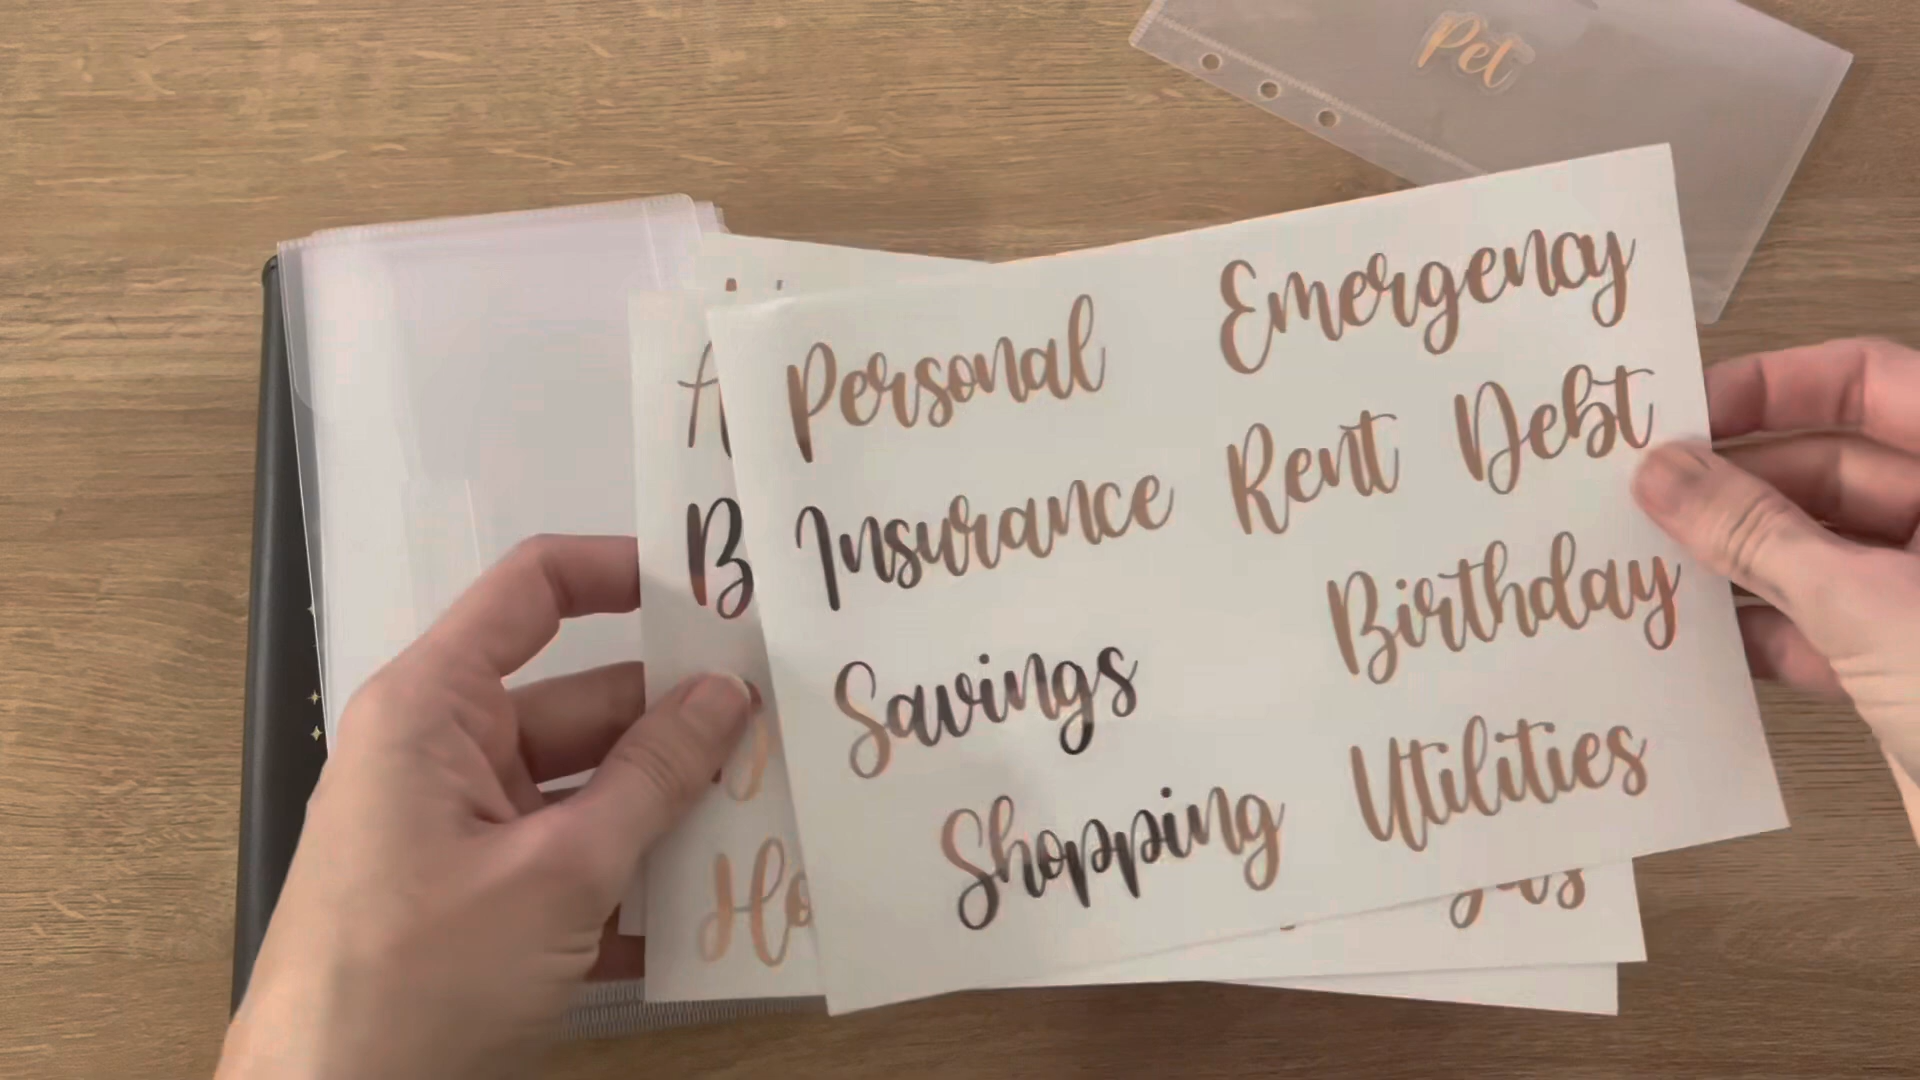 Pet
Personal Emergency
Insurance Rent Debt
Savings Birthday
Shopping Utilities